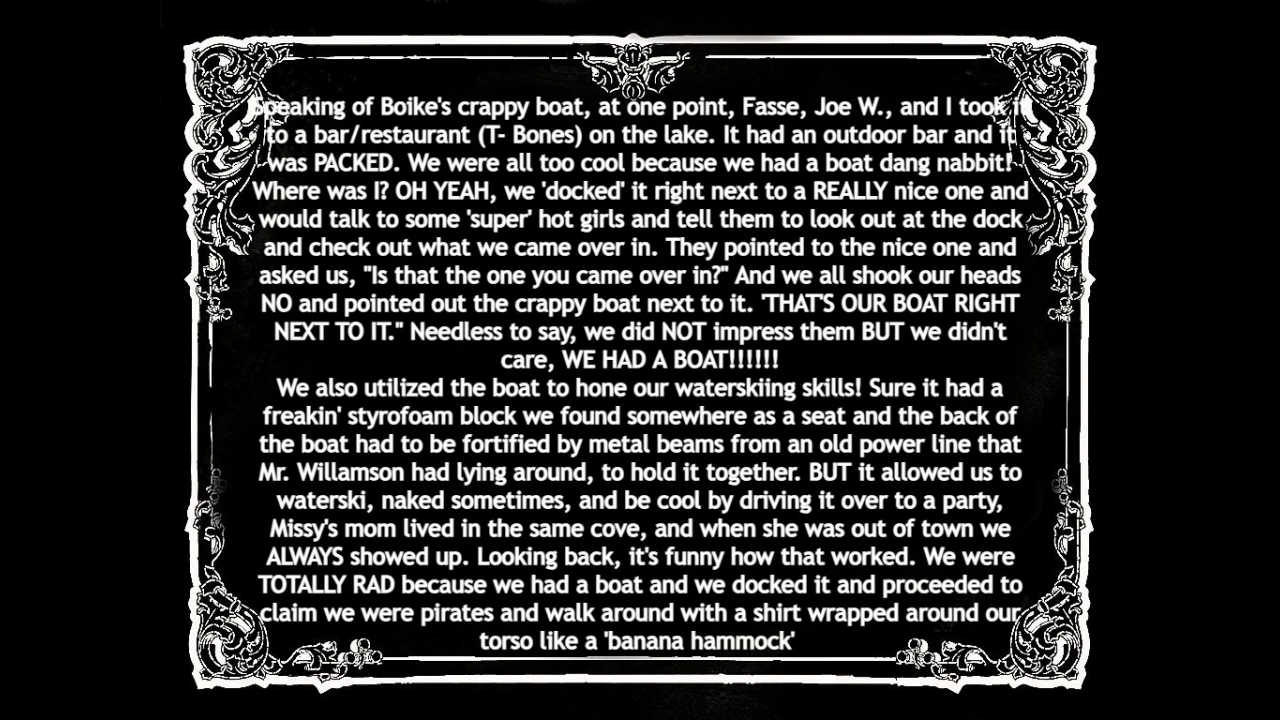 Speaking of Boike's crappy boat, at one point, Fasse, Joe W., and I took it
to a bar/restaurant (T- Bones) on the lake. It had an outdoor bar and it
was PACKED. We were all too cool because we had a boat dang nabbit!
Where was I? OH YEAH, we 'docked' it right next to a REALLY nice one and
would talk to some 'super' hot girls and tell them to look out at the dock
and check out what we came over in. They pointed to the nice one and
asked us, "Is that the one you came over in?" And we all shook our heads
NO and pointed out the crappy boat next to it. 'THAT'S OUR BOAT RIGHT
NEXT TO IT." Needless to say, we did NOT impress them BUT we didn't
care, WE HAD A BOAT!!!!!!
We also utilized the boat to hone our waterskiing skills! Sure it had a
freakin' styrofoam block we found somewhere as a seat and the back of
the boat had to be fortified by metal beams from an old power line that
Mr. Willamson had lying around, to hold it together. BUT it allowed us to
waterski, naked sometimes, and be cool by driving it over to a party,
Missy's mom lived in the same cove, and when she was out of town we
ALWAYS showed up. Looking back, it's funny how that worked. We were
TOTALLY RAD because we had a boat and we docked it and proceeded to
claim we were pirates and walk around with a shirt wrapped around our
torso like a 'banana hammock'